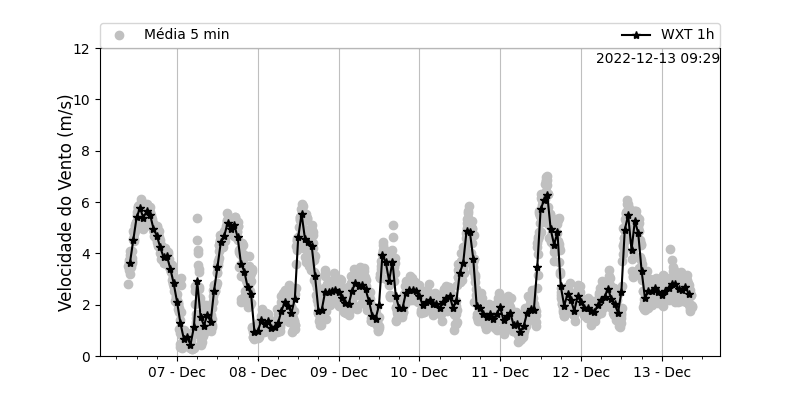 Média 5 min
WXT 1h
2022-12-13 09:29
Velocidade do Vento (m/s)
12
10
8
6
4
2
0
07 - Dec
08 - Dec
09 - Dec
10 - Dec
11 - Dec
12 - Dec
13 - Dec